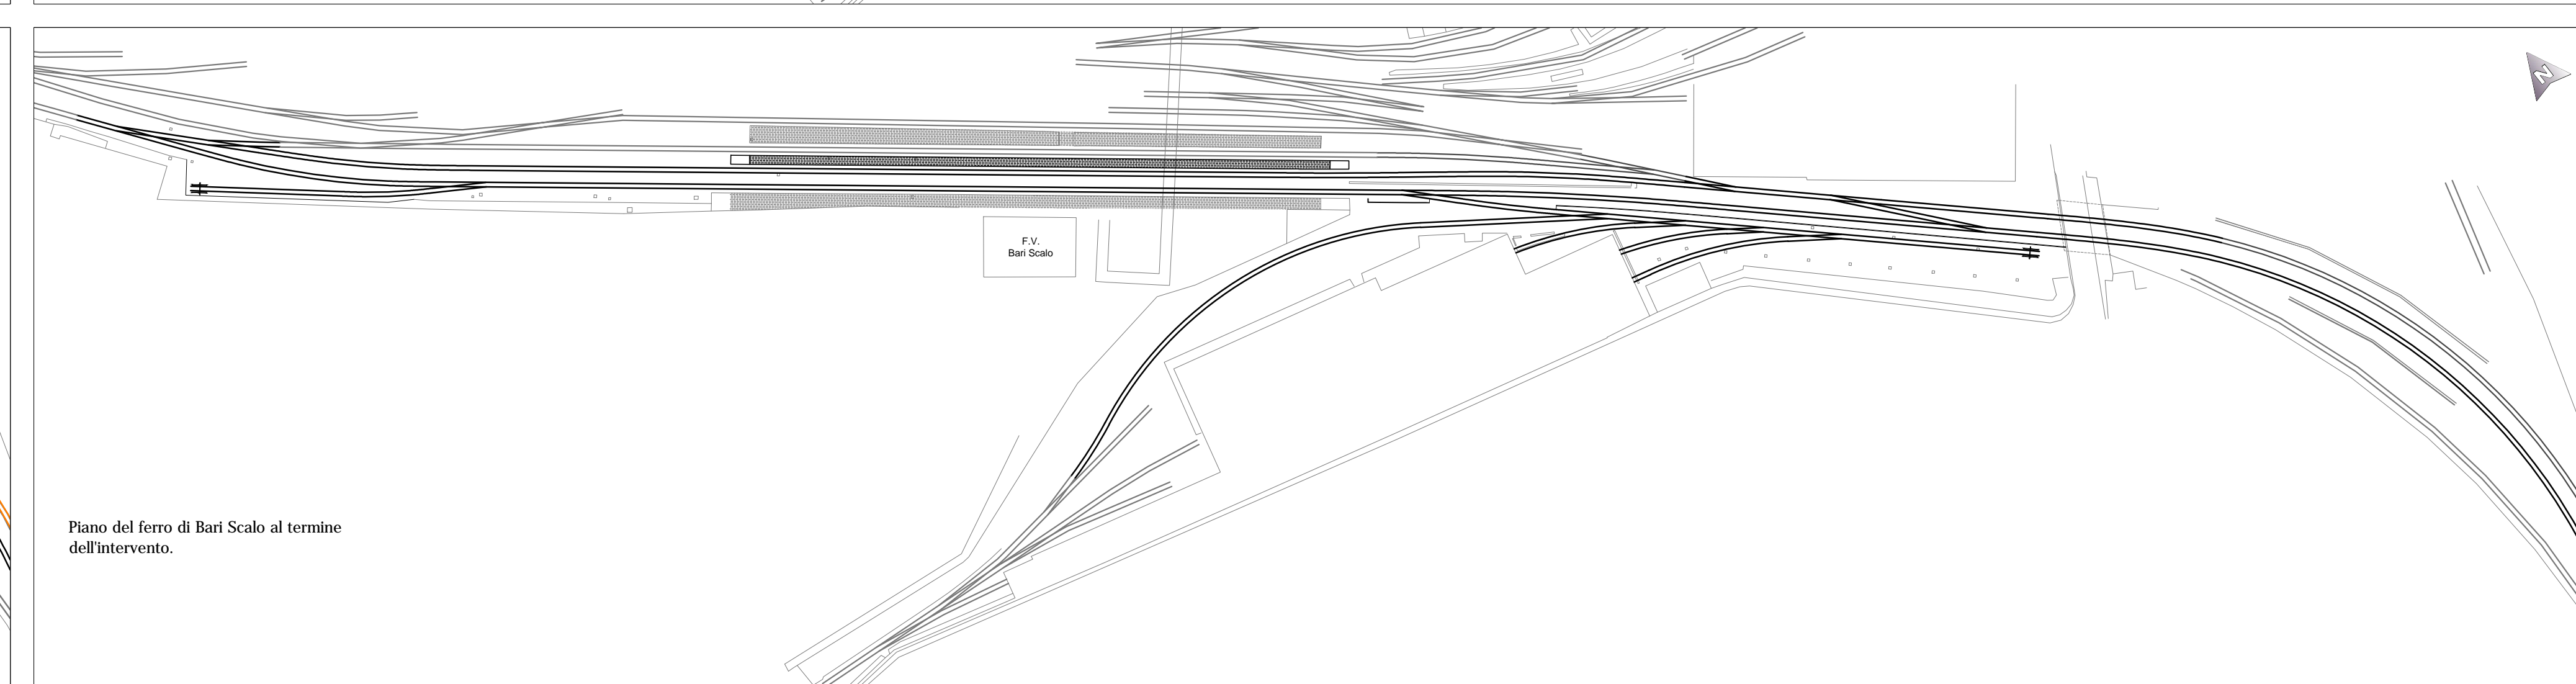 N
F.V.
Bari Scalo
Piano del ferro di Bari Scalo al termine
dell'intervento.